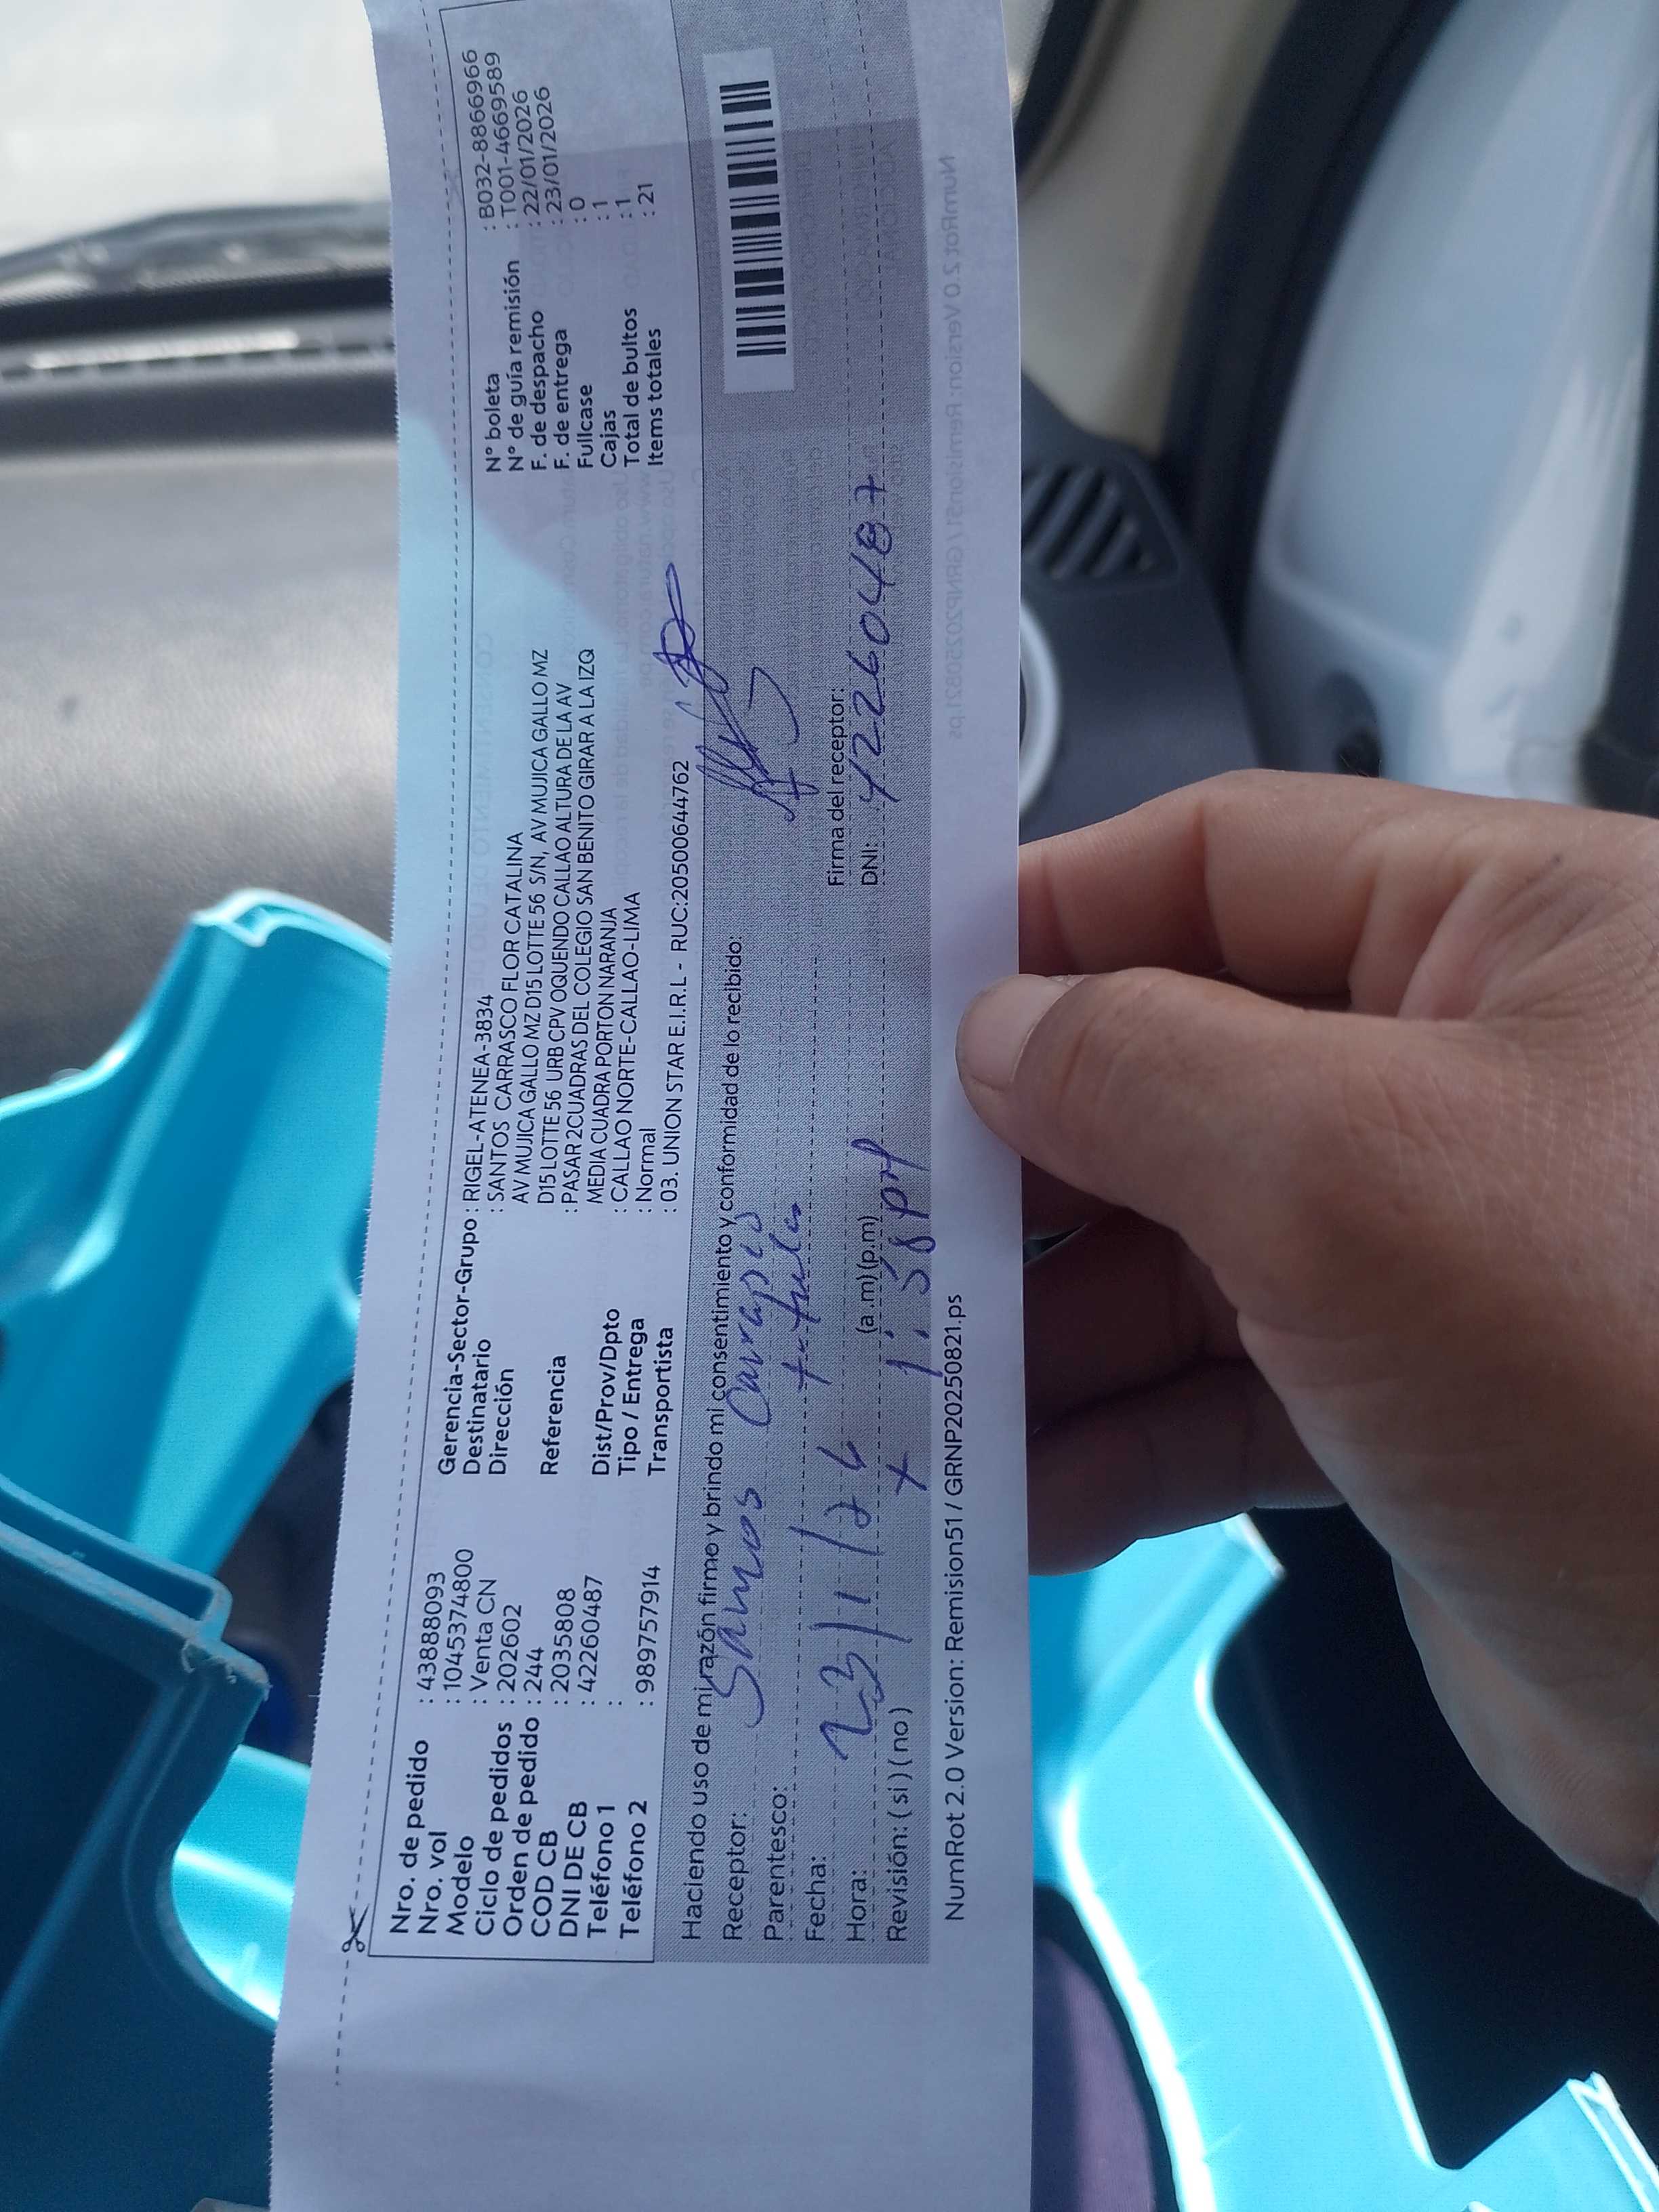 Nro. de pedido : 43888093
Nro. vol : 104537374800
Modelo : Venta CN
Ciclo de pedidos : 202602
Orden de pedido : 244
COD CB : 2035808
DNI DE CB : 42260487
Teléfono 1 :
Teléfono 2 : 989757914
Gerencia-Sector-Grupo : RIGEL-ATENEA-3834
Destinatario : SANTOS CARRASCO FLOR CATALINA
Dirección AV MUJICA GALLO MZ D15 LOTTE 56 S/N, AV MUJICA GALLO MZ
D15 LOTTE 56 URB CPV OQUENDO CALLAO ALTURA DE LA AV
Referencia : PASAR 2CUADRAS DEL COLEGIO SAN BENITO GIRAR A LA IZQ
MEDIA CUADRA PORTON NARANJA
Dist/Prov/Dpto : CALLAO NORTE-CALLAO-LIMA
Tipo / Entrega : Normal
Transportista : 03. UNION STAR E.I.R.L - RUC:20500644762
N° boleta : B032-8866966
N° de guía remisión : T001-4669589
F. de despacho : 22/01/2026
F. de entrega : 23/01/2026
Fullcase : 0
Cajas : 1
Total de bultos : 1
Items totales : 21
Haciendo uso de mi razón firmo y brindo mi consentimiento y conformidad de lo recibido:
Receptor:
Parentesco:
Fecha: 23/1/26
Hora: (a.m) (p.m)
1:38 pm
Revisión: ( si ) ( no )
Firma del receptor:
DNI: 42260487
NumRot 2.0 Version: Remision51 / GRNP20250821.ps